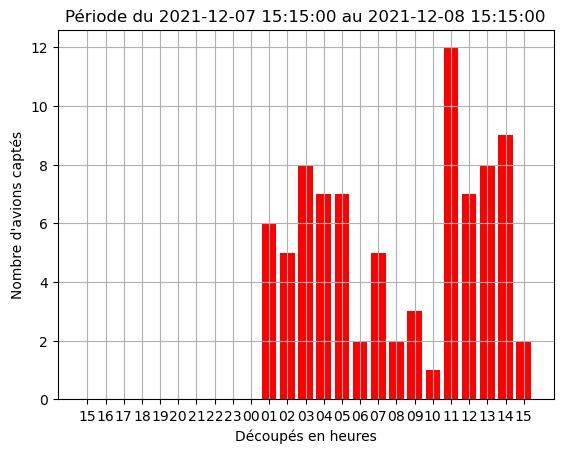 Période du 2021-12-07 15:15:00 au 2021-12-08 15:15:00
Nombre d'avions captés
12
10
8
6
4
2
0
15 16 17 18 19 20 21 22 23 00 01 02 03 04 05 06 07 08 09 10 11 12 13 14 15
Découpés en heures